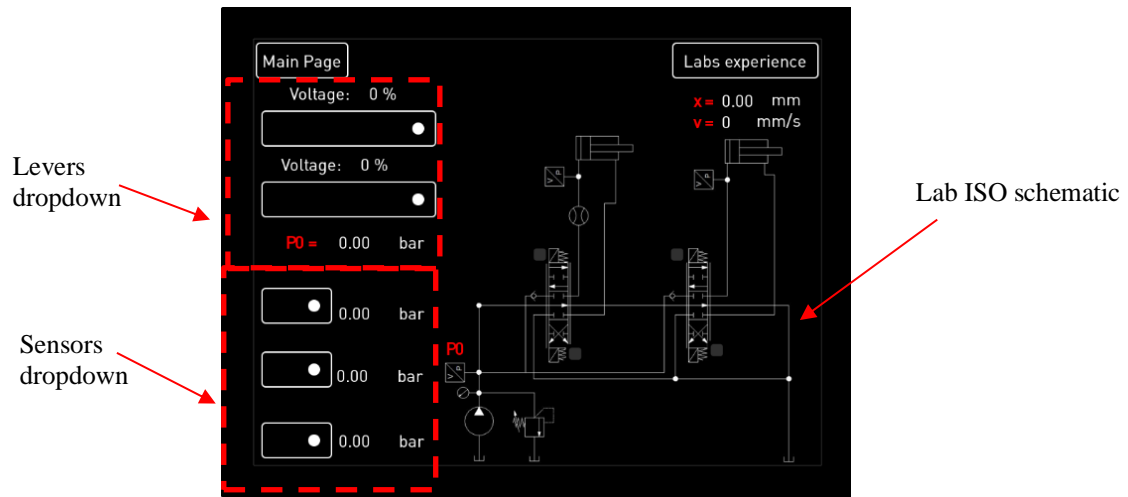 Main Page
Labs experience
Voltage: 0 %
x = 0.00 mm
v = 0 mm/s
Levers
dropdown
Voltage: 0 %
V P
V P
Lab ISO schematic
P0 = 0.00 bar
0.00 bar
Sensors
dropdown
P0
V P
0.00 bar
0.00 bar